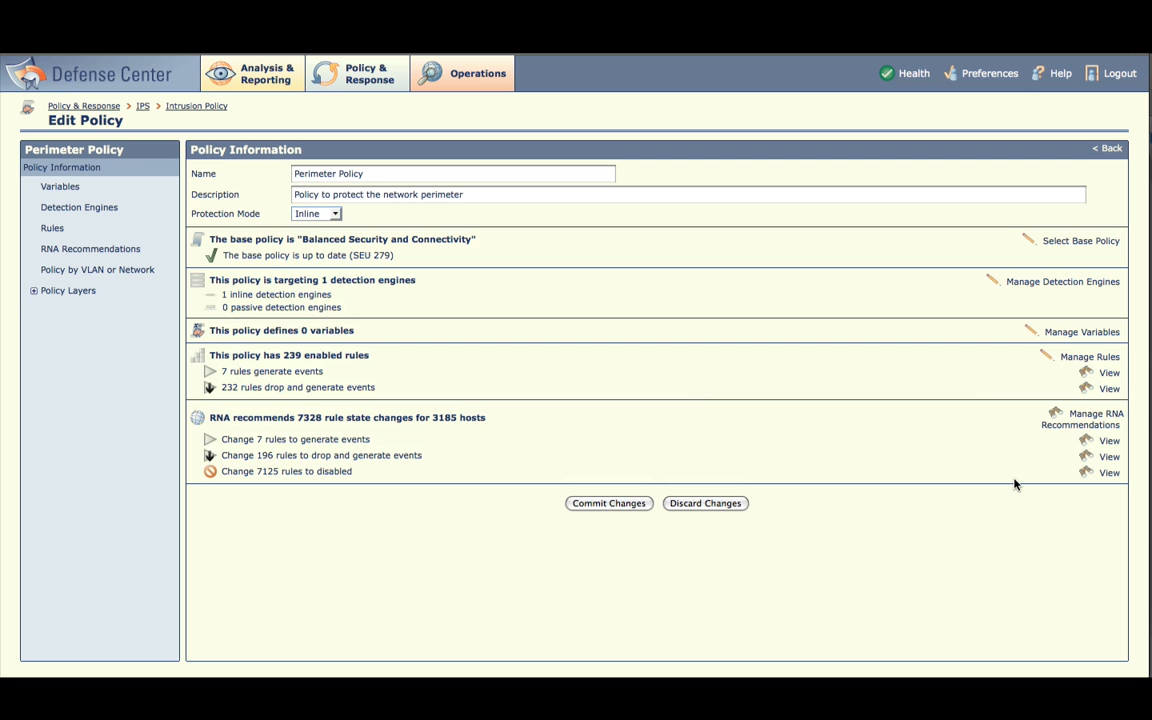 Defense Center
Analysis & Reporting
Policy & Response
Operations
Health
Preferences
Help
Logout
Policy & Response > IPS > Intrusion Policy
Edit Policy
Perimeter Policy
Policy Information
Variables
Detection Engines
Rules
RNA Recommendations
Policy by VLAN or Network
Policy Layers
Policy Information
< Back
Name Perimeter Policy
Description Policy to protect the network perimeter
Protection Mode Inline
The base policy is "Balanced Security and Connectivity" Select Base Policy
The base policy is up to date (SEU 279)
This policy is targeting 1 detection engines Manage Detection Engines
1 inline detection engines
0 passive detection engines
This policy defines 0 variables Manage Variables
This policy has 239 enabled rules Manage Rules
7 rules generate events View
232 rules drop and generate events View
RNA recommends 7328 rule state changes for 3185 hosts Manage RNA Recommendations
Change 7 rules to generate events View
Change 196 rules to drop and generate events View
Change 7125 rules to disabled View
Commit Changes Discard Changes